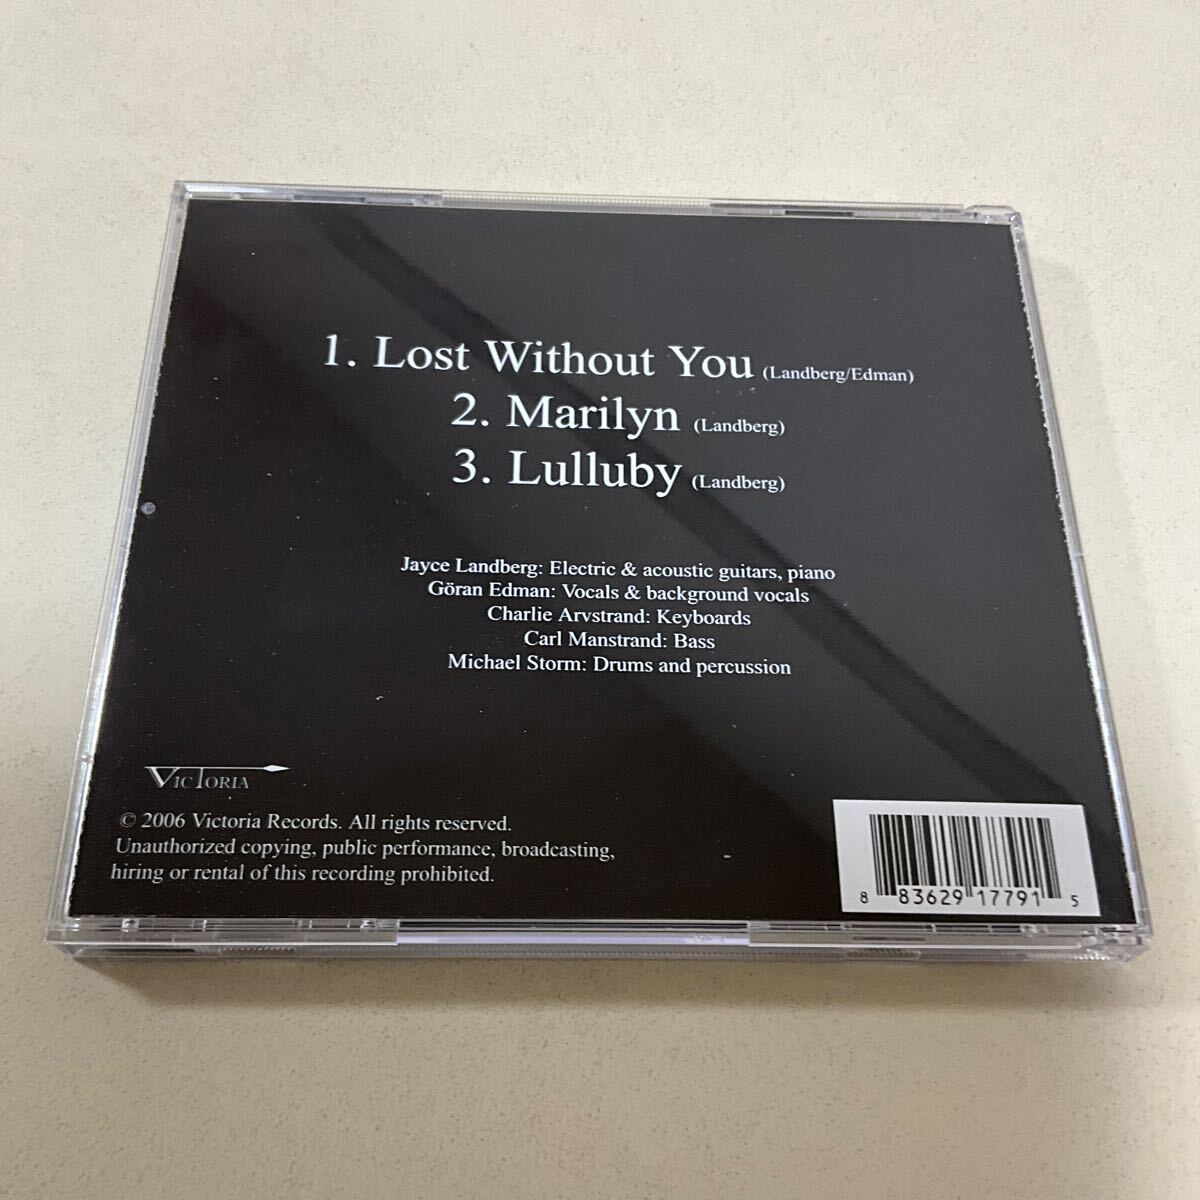 1. Lost Without You (Landberg/Edman)
2. Marilyn (Landberg)
3. Lulluby (Landberg)
Jayce Landberg: Electric & acoustic guitars, piano
Göran Edman: Vocals & background vocals
Charlie Arvstrand: Keyboards
Carl Manstrand: Bass
Michael Storm: Drums and percussion
VICTORIA
© 2006 Victoria Records. All rights reserved.
Unauthorized copying, public performance, broadcasting,
hiring or rental of this recording prohibited.
8 83629 17791 5